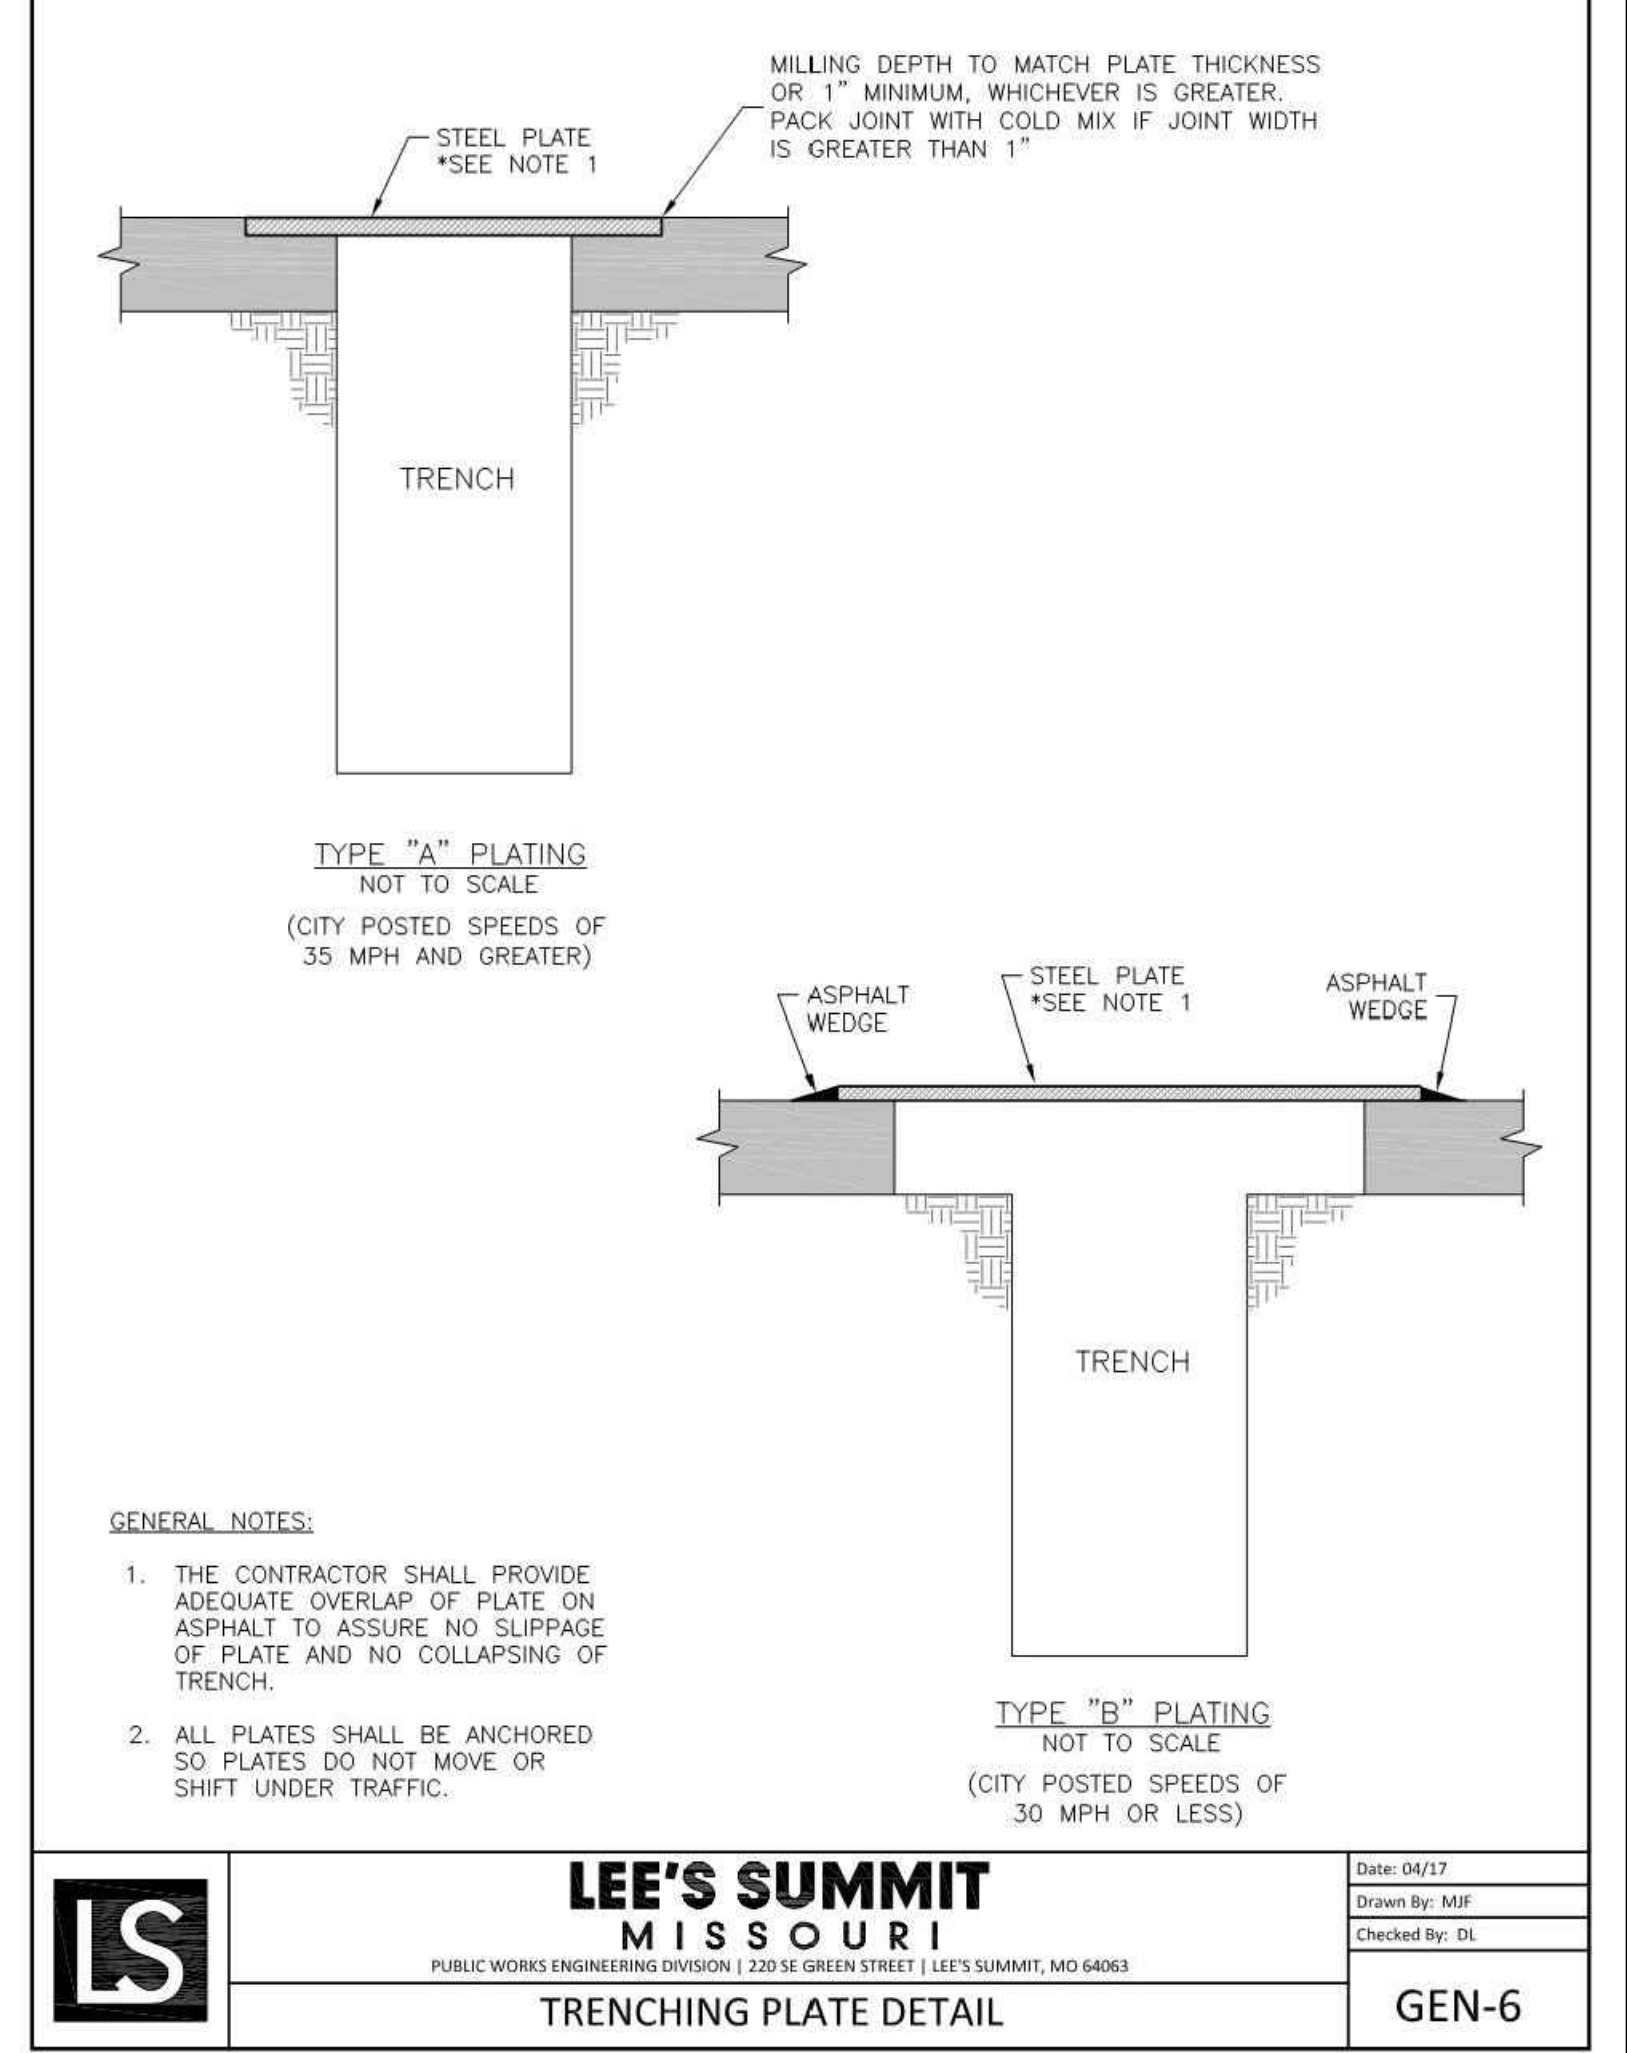 MILLING DEPTH TO MATCH PLATE THICKNESS
OR 1" MINIMUM, WHICHEVER IS GREATER.
PACK JOINT WITH COLD MIX IF JOINT WIDTH
IS GREATER THAN 1"
STEEL PLATE
*SEE NOTE 1
TRENCH
TYPE "A" PLATING
NOT TO SCALE
(CITY POSTED SPEEDS OF
35 MPH AND GREATER)
ASPHALT
WEDGE
STEEL PLATE
*SEE NOTE 1
ASPHALT
WEDGE
TRENCH
TYPE "B" PLATING
NOT TO SCALE
(CITY POSTED SPEEDS OF
30 MPH OR LESS)
GENERAL NOTES:
1. THE CONTRACTOR SHALL PROVIDE
ADEQUATE OVERLAP OF PLATE ON
ASPHALT TO ASSURE NO SLIPPAGE
OF PLATE AND NO COLLAPSING OF
TRENCH.
2. ALL PLATES SHALL BE ANCHORED
SO PLATES DO NOT MOVE OR
SHIFT UNDER TRAFFIC.
LS
LEE'S SUMMIT
MISSOURI
PUBLIC WORKS ENGINEERING DIVISION | 220 SE GREEN STREET | LEE'S SUMMIT, MO 64063
TRENCHING PLATE DETAIL
Date: 04/17
Drawn By: MJF
Checked By: DL
GEN-6